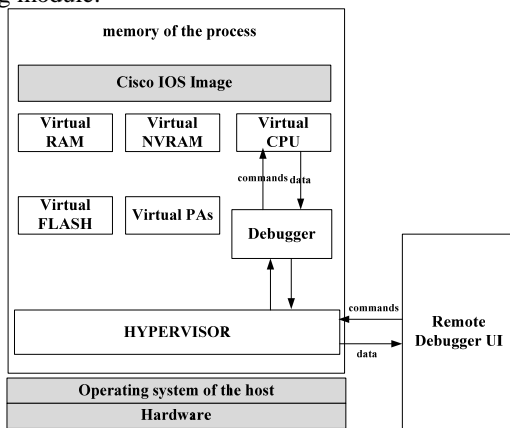 g module.
memory of the process
Cisco IOS Image
Virtual
RAM
Virtual
NVRAM
Virtual
CPU
commands
data
Virtual
FLASH
Virtual PAs
Debugger
HYPERVISOR
commands
data
Remote
Debugger UI
Operating system of the host
Hardware